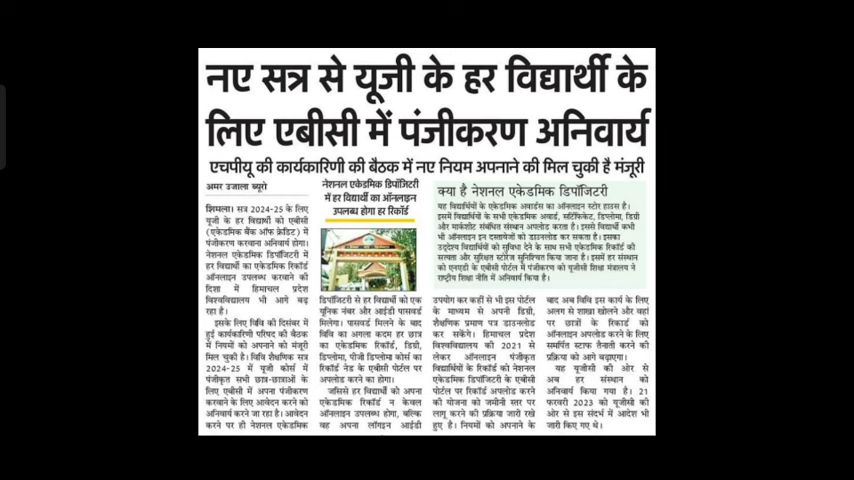 नए सत्र से यूजी के हर विद्यार्थी के
लिए एबीसी में पंजीकरण अनिवार्य
एचपीयू की कार्यकारिणी की बैठक में नए नियम अपनाने की मिल चुकी है मंजूरी
अमर उजाला ब्यूरो
शिमला। सत्र 2024-25 के लिए
यूजी के हर विद्यार्थी को एबीसी
(एकेडमिक बैंक ऑफ क्रेडिट) में
पंजीकरण करवाना अनिवार्य होगा।
नेशनल एकेडमिक डिपॉजिटरी में
हर विद्यार्थी का एकेडमिक रिकॉर्ड
ऑनलाइन उपलब्ध करवाने की
दिशा में हिमाचल प्रदेश
विश्वविद्यालय भी आगे बढ़
रहा है।
इसके लिए विवि की दिसंबर में
हुई कार्यकारिणी परिषद की बैठक
में नियमों को अपनाने को मंजूरी
मिल चुकी है। विवि शैक्षणिक सत्र
2024-25 में यूजी कोर्स में
पंजीकृत सभी छात्र-छात्राओं के
लिए एबीसी में अपना पंजीकरण
करवाने के लिए आवेदन करने को
अनिवार्य करने जा रहा है। आवेदन
करने पर ही नेशनल एकेडमिक
नेशनल एकेडमिक डिपॉजिटरी
में हर विद्यार्थी का ऑनलाइन
उपलब्ध होगा हर रिकॉर्ड
डिपॉजिटरी से हर विद्यार्थी को एक
यूनिक नंबर और आईडी पासवर्ड
मिलेगा। पासवर्ड मिलने के बाद
विवि का अगला कदम हर छात्र
का एकेडमिक रिकॉर्ड, डिग्री,
डिप्लोमा, पीजी डिप्लोमा कोर्स का
रिकॉर्ड नेड के एबीसी पोर्टल पर
अपलोड करने का होगा।
जिससे हर विद्यार्थी को अपना
एकेडमिक रिकॉर्ड न केवल
ऑनलाइन उपलब्ध होगा, बल्कि
वह अपना लॉगइन आईडी
क्या है नेशनल एकेडमिक डिपॉजिटरी
यह विद्यार्थियों के एकेडमिक अवार्डस का ऑनलाइन स्टोर हाउस है।
इसमें विद्यार्थियों के सभी एकेडमिक अवार्ड, सर्टिफिकेट, डिप्लोमा, डिग्री
और मार्कशीट संबंधित संस्थान अपलोड करता है। इससे विद्यार्थी कभी
भी ऑनलाइन इन दस्तावेजों को डाउनलोड कर सकता है। इसका
उद्देश्य विद्यार्थियों को सुविधा देने के साथ सभी एकेडमिक रिकॉर्ड की
सत्यता और सुरक्षित स्टोरेज सुनिश्चित किया जाना है। इसमें हर संस्थान
को एनएडी के एबीसी पोर्टल में पंजीकरण को यूजीसी शिक्षा मंत्रालय ने
राष्ट्रीय शिक्षा नीति में अनिवार्य किया है।
उपयोग कर कहीं से भी इस पोर्टल
के माध्यम से अपनी डिग्री,
शैक्षणिक प्रमाण पत्र डाउनलोड
कर सकेंगे। हिमाचल प्रदेश
विश्वविद्यालय की 2021 से
लेकर ऑनलाइन पंजीकृत
विद्यार्थियों के रिकॉर्ड को नेशनल
एकेडमिक डिपॉजिटरी के एबीसी
पोर्टल पर रिकॉर्ड अपलोड करने
की योजना को जमीनी स्तर पर
लागू करने की प्रक्रिया जारी रखे
हुए है। नियमों को अपनाने के
बाद अब विवि इस कार्य के लिए
अलग से शाखा खोलने और वहां
पर छात्रों के रिकार्ड को
ऑनलाइन अपलोड करने के लिए
समर्पित स्टाफ तैनाती करने की
प्रक्रिया को आगे बढ़ाएगा।
यह यूजीसी की ओर से
अब हर संस्थान को
अनिवार्य किया गया है। 21
फरवरी 2023 को यूजीसी की
ओर से इस संदर्भ में आदेश भी
जारी किए गए थे।